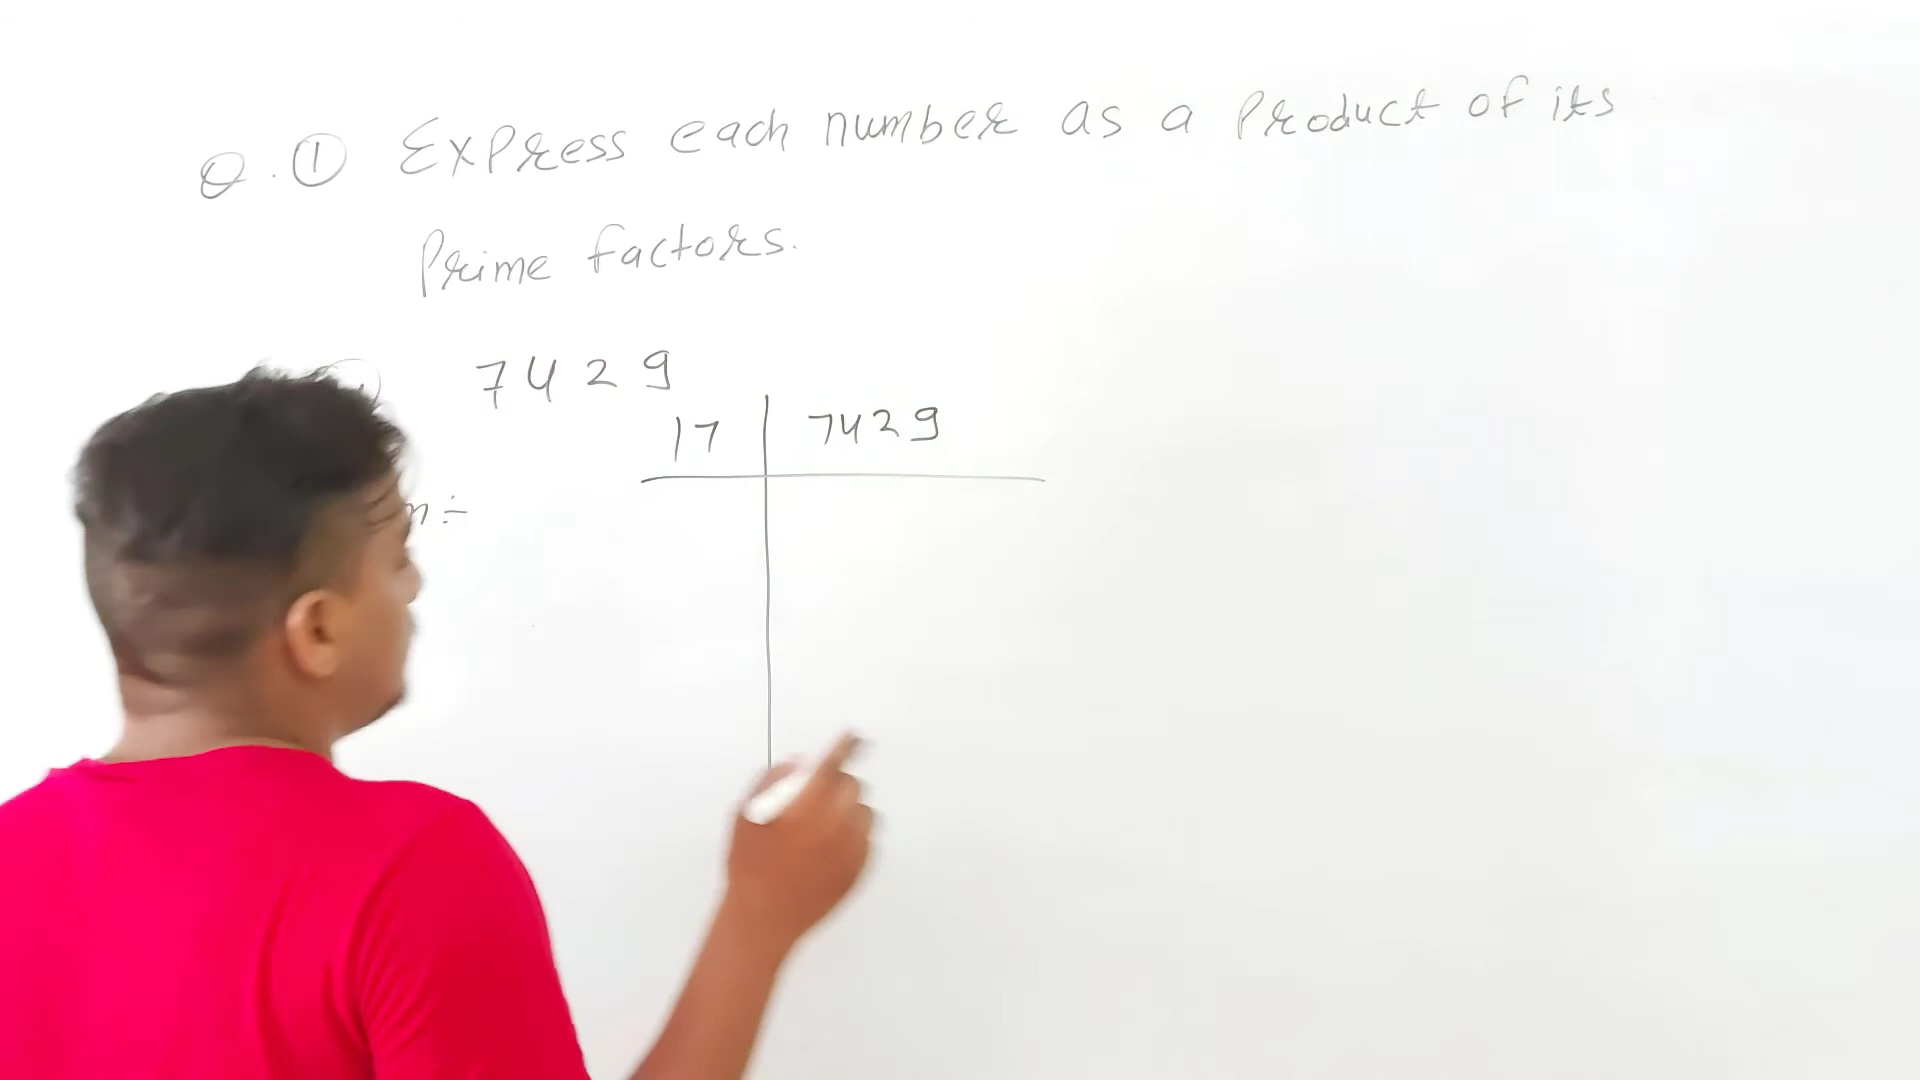 Q. ① Express each number as a Product of its
Prime factors.
7429
17 | 7429